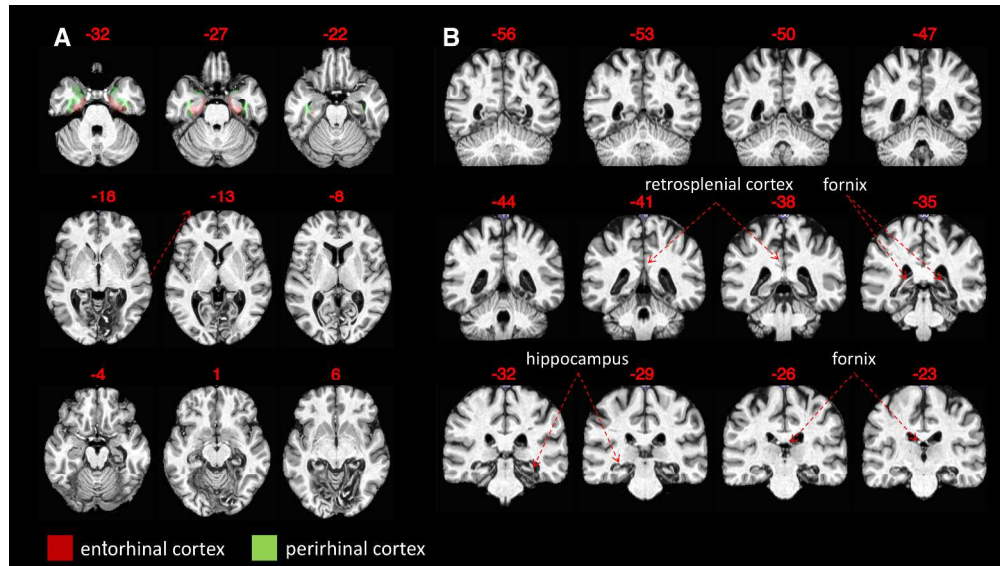 A
-32 -27 -22
-18 -13 -8
-4 1 6
entorhinal cortex perirhinal cortex
B
-56 -53 -50 -47
retrosplenial cortex fornix
-44 -41 -38 -35
hippocampus fornix
-32 -29 -26 -23